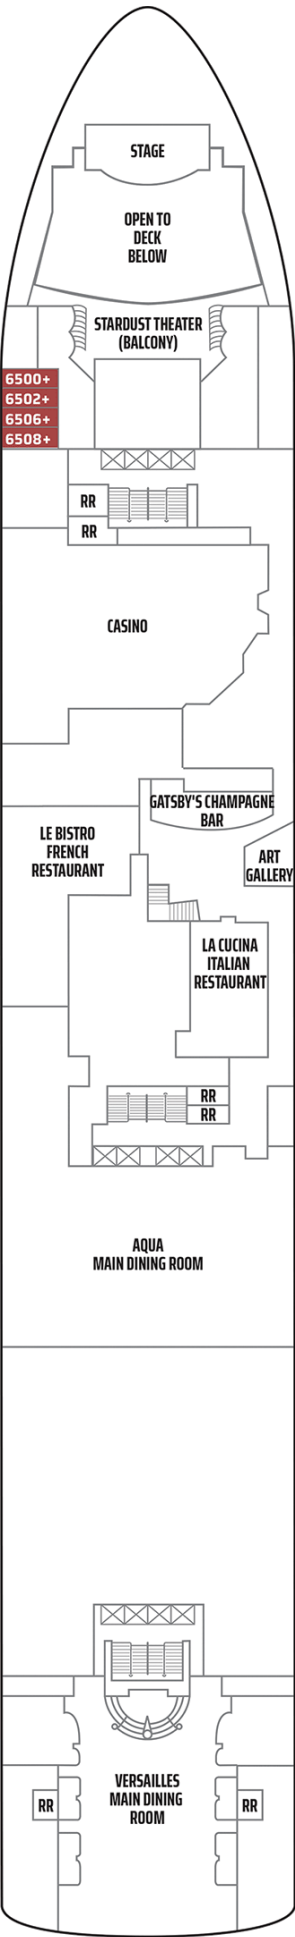 STAGE
OPEN TO
DECK
BELOW
STARDUST THEATER
(BALCONY)
6500+
6502+
6506+
6508+
RR
RR
CASINO
GATSBY'S CHAMPAGNE
BAR
LE BISTRO
FRENCH
RESTAURANT
ART
GALLERY
LA CUCINA
ITALIAN
RESTAURANT
RR
RR
AQUA
MAIN DINING ROOM
VERSAILLES
MAIN DINING
ROOM
RR
RR